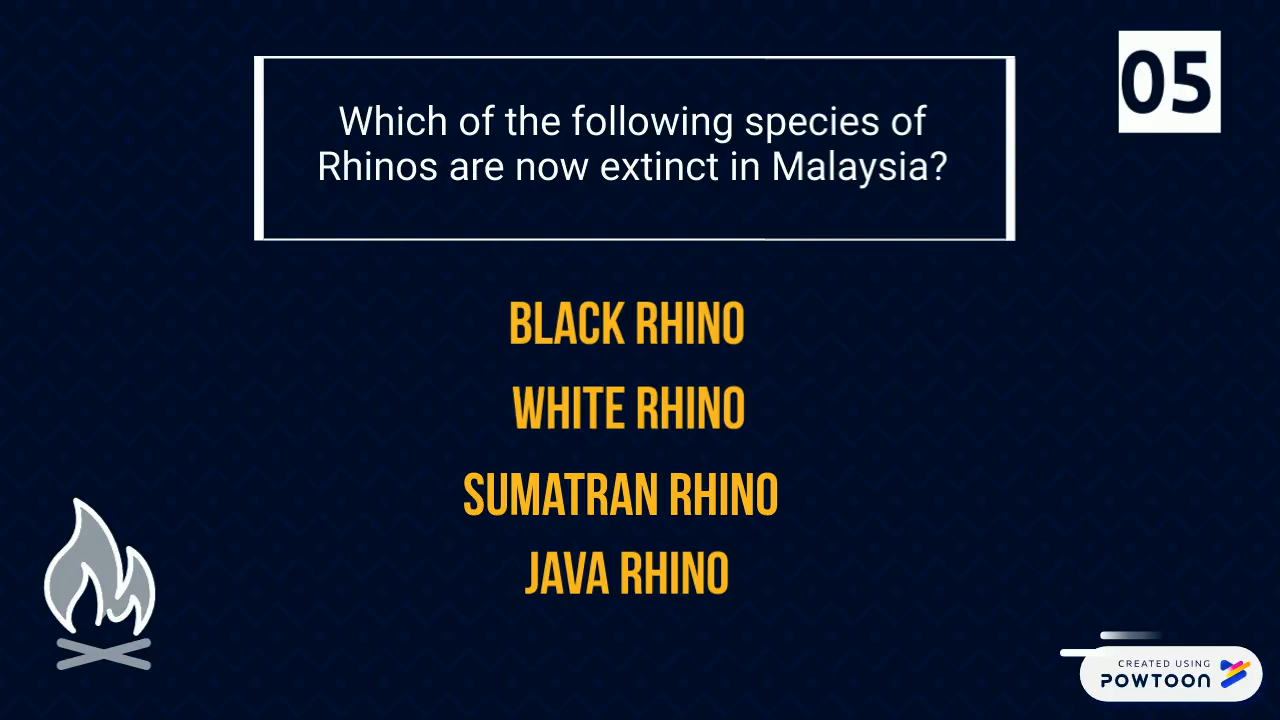 05
Which of the following species of
Rhinos are now extinct in Malaysia?
BLACK RHINO
WHITE RHINO
SUMATRAN RHINO
JAVA RHINO
CREATED USING
POWTOON